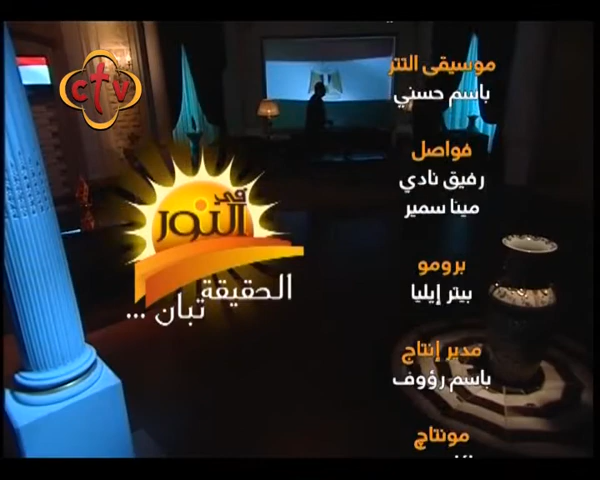 ctv
في النور
الحقيقة
تبان ...
موسيقى التتر
باسم حسني
فواصل
رفيق نادي
مينا سمير
برومو
بيتر إيليا
مدير إنتاج
باسم رؤوف
مونتاج